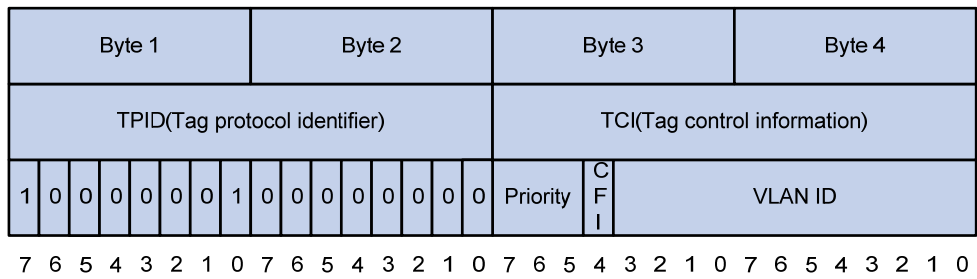 Byte 1 Byte 2 Byte 3 Byte 4
TPID(Tag protocol identifier) TCI(Tag control information)
1 0 0 0 0 0 0 1 0 0 0 0 0 0 0 0 Priority CFI VLAN ID
7 6 5 4 3 2 1 0 7 6 5 4 3 2 1 0 7 6 5 4 3 2 1 0 7 6 5 4 3 2 1 0